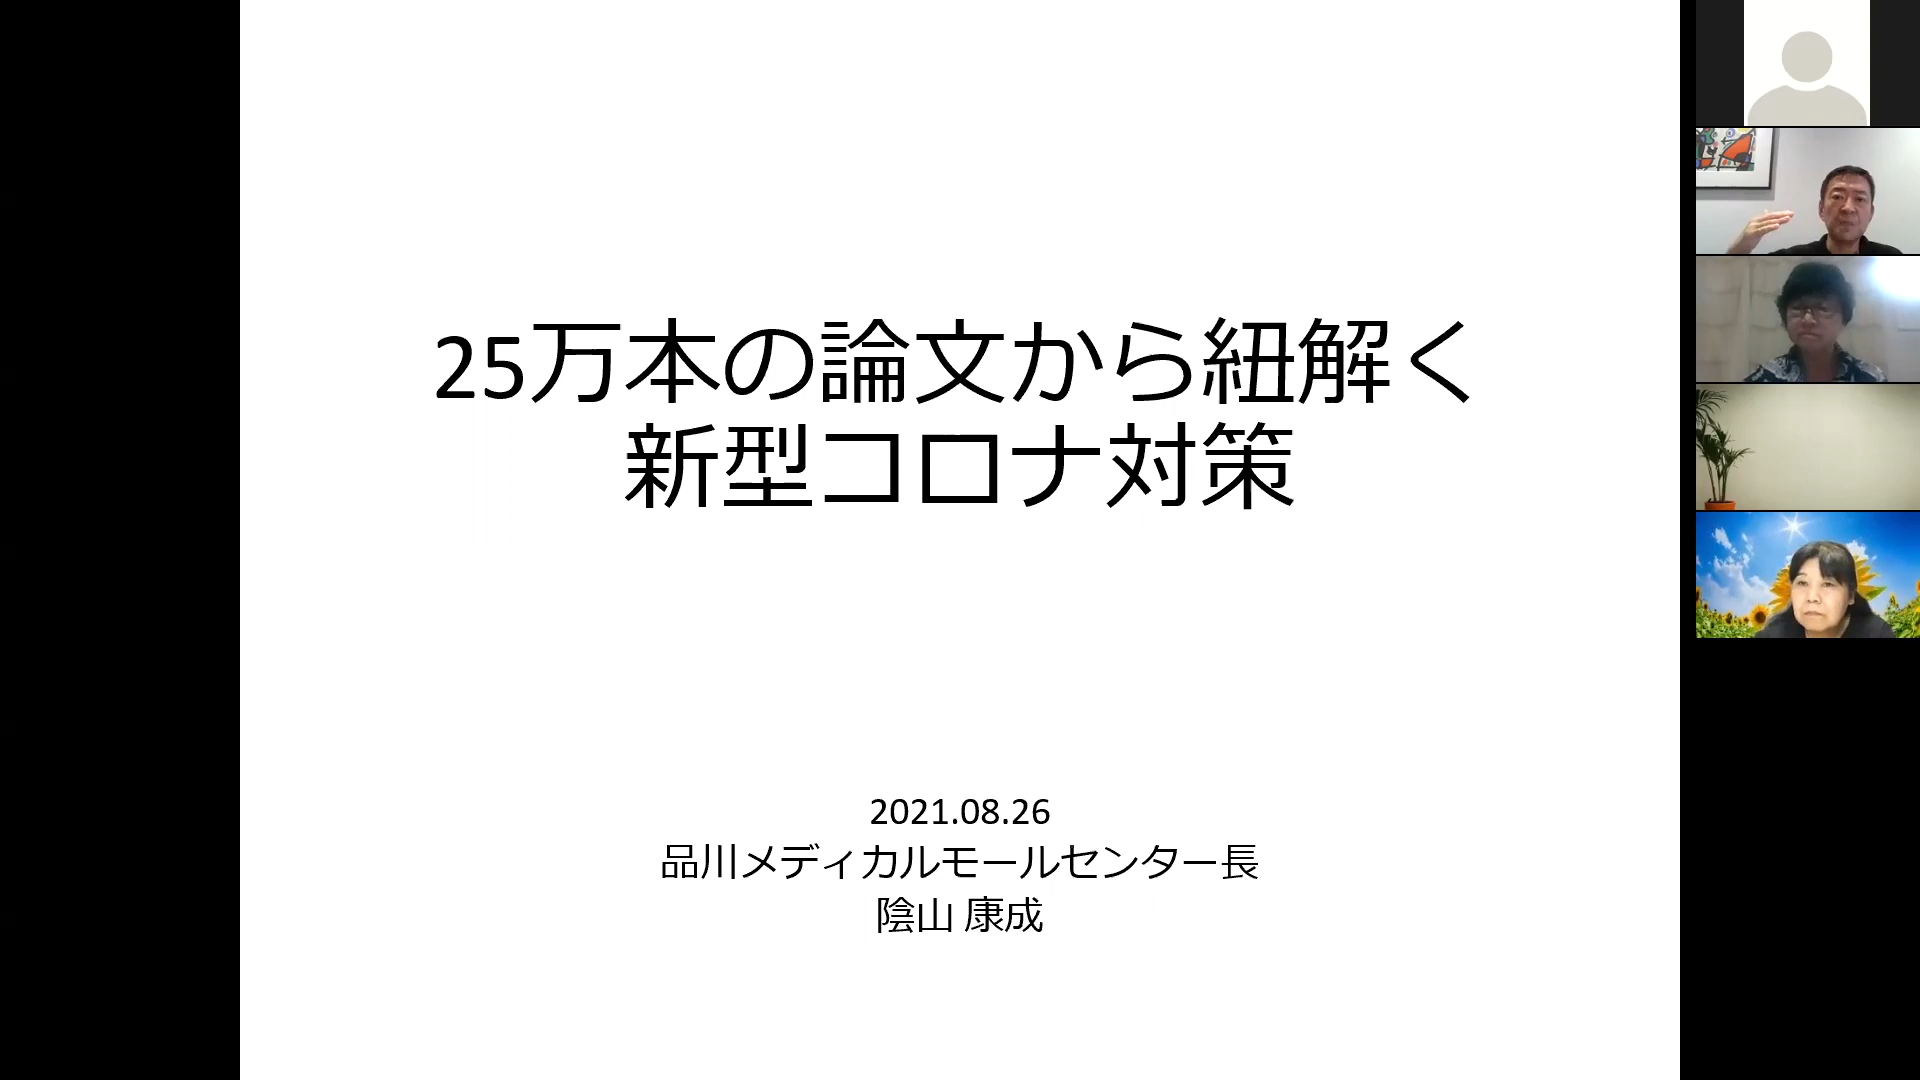 25万本の論文から紐解く
新型コロナ対策
2021.08.26
品川メディカルモールセンター長
陰山 康成